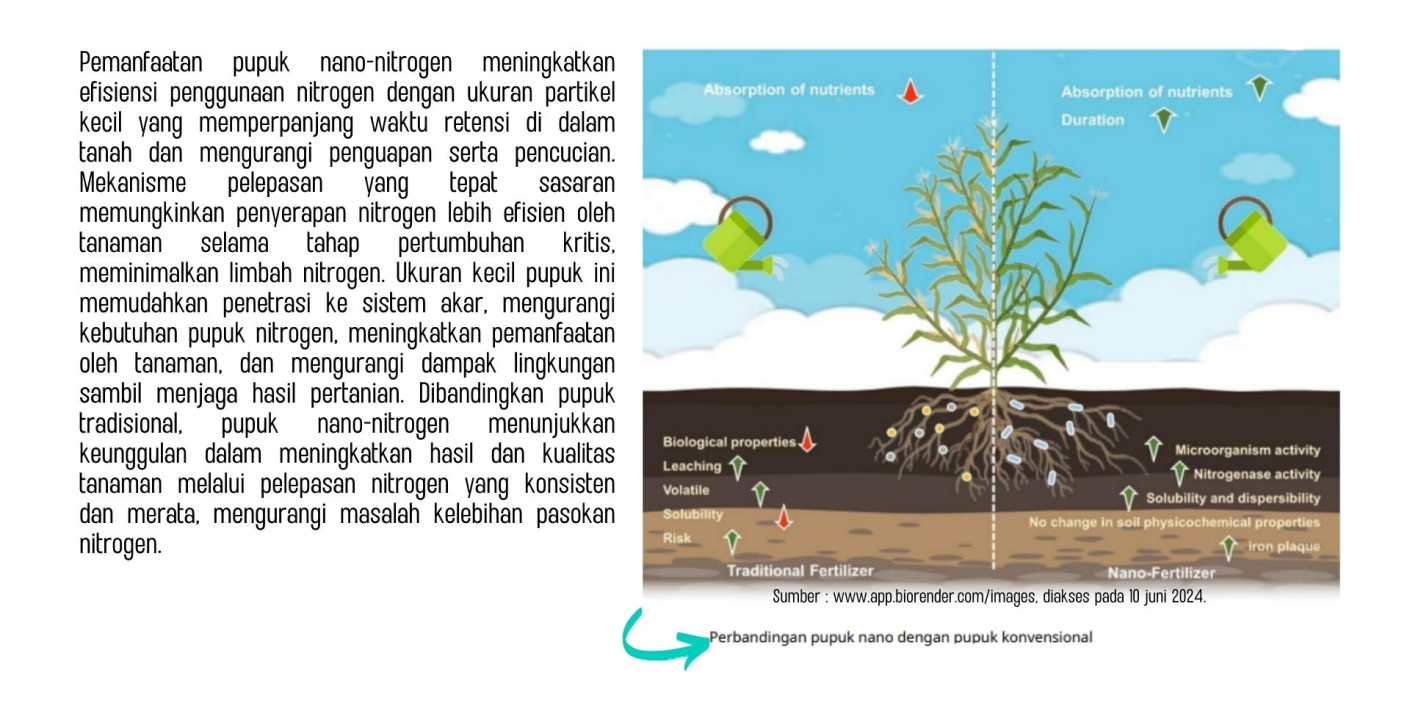 Pemanfaatan pupuk nano-nitrogen meningkatkan
efisiensi penggunaan nitrogen dengan ukuran partikel
kecil yang memperpanjang waktu retensi di dalam
tanah dan mengurangi penguapan serta pencucian.
Mekanisme pelepasan yang tepat sasaran
memungkinkan penyerapan nitrogen lebih efisien oleh
tanaman selama tahap pertumbuhan kritis,
meminimalkan limbah nitrogen. Ukuran kecil pupuk ini
memudahkan penetrasi ke sistem akar, mengurangi
kebutuhan pupuk nitrogen, meningkatkan pemanfaatan
oleh tanaman, dan mengurangi dampak lingkungan
sambil menjaga hasil pertanian. Dibandingkan pupuk
tradisional, pupuk nano-nitrogen menunjukkan
keunggulan dalam meningkatkan hasil dan kualitas
tanaman melalui pelepasan nitrogen yang konsisten
dan merata, mengurangi masalah kelebihan pasokan
nitrogen.
Absorption of nutrients
Absorption of nutrients
Duration
Biological properties
Leaching
Volatile
Solubility
Risk
Traditional Fertilizer
Microorganism activity
Nitrogenase activity
Solubility and dispersibility
No change in soil physicochemical properties
iron plaque
Nano-Fertilizer
Sumber : www.app.biorender.com/images, diakses pada 10 juni 2024.
Perbandingan pupuk nano dengan pupuk konvensional